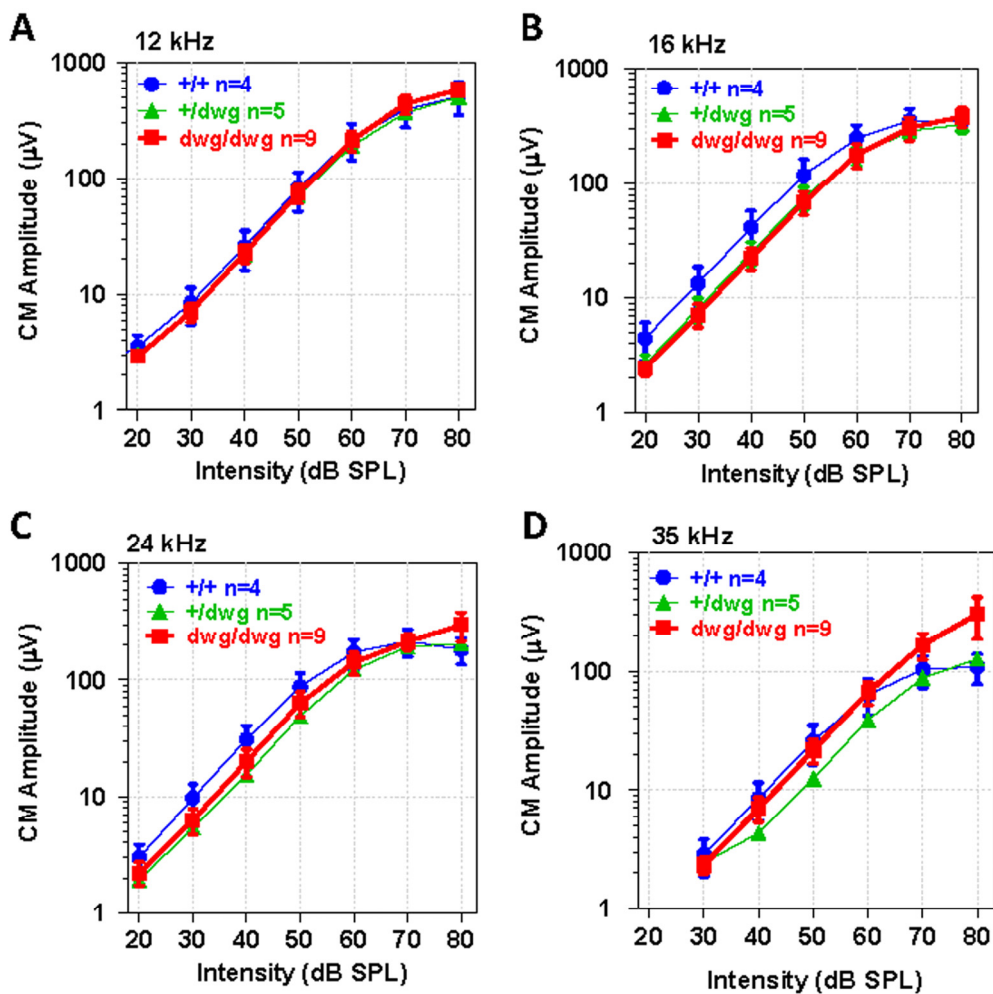 A
12 kHz
1000
100
10
1
CM Amplitude (µV)
+/+ n=4
+/dwg n=5
dwg/dwg n=9
20 30 40 50 60 70 80
Intensity (dB SPL)
B
16 kHz
1000
100
10
1
CM Amplitude (µV)
+/+ n=4
+/dwg n=5
dwg/dwg n=9
20 30 40 50 60 70 80
Intensity (dB SPL)
C
24 kHz
1000
100
10
1
CM Amplitude (µV)
+/+ n=4
+/dwg n=5
dwg/dwg n=9
20 30 40 50 60 70 80
Intensity (dB SPL)
D
35 kHz
1000
100
10
1
CM Amplitude (µV)
+/+ n=4
+/dwg n=5
dwg/dwg n=9
20 30 40 50 60 70 80
Intensity (dB SPL)